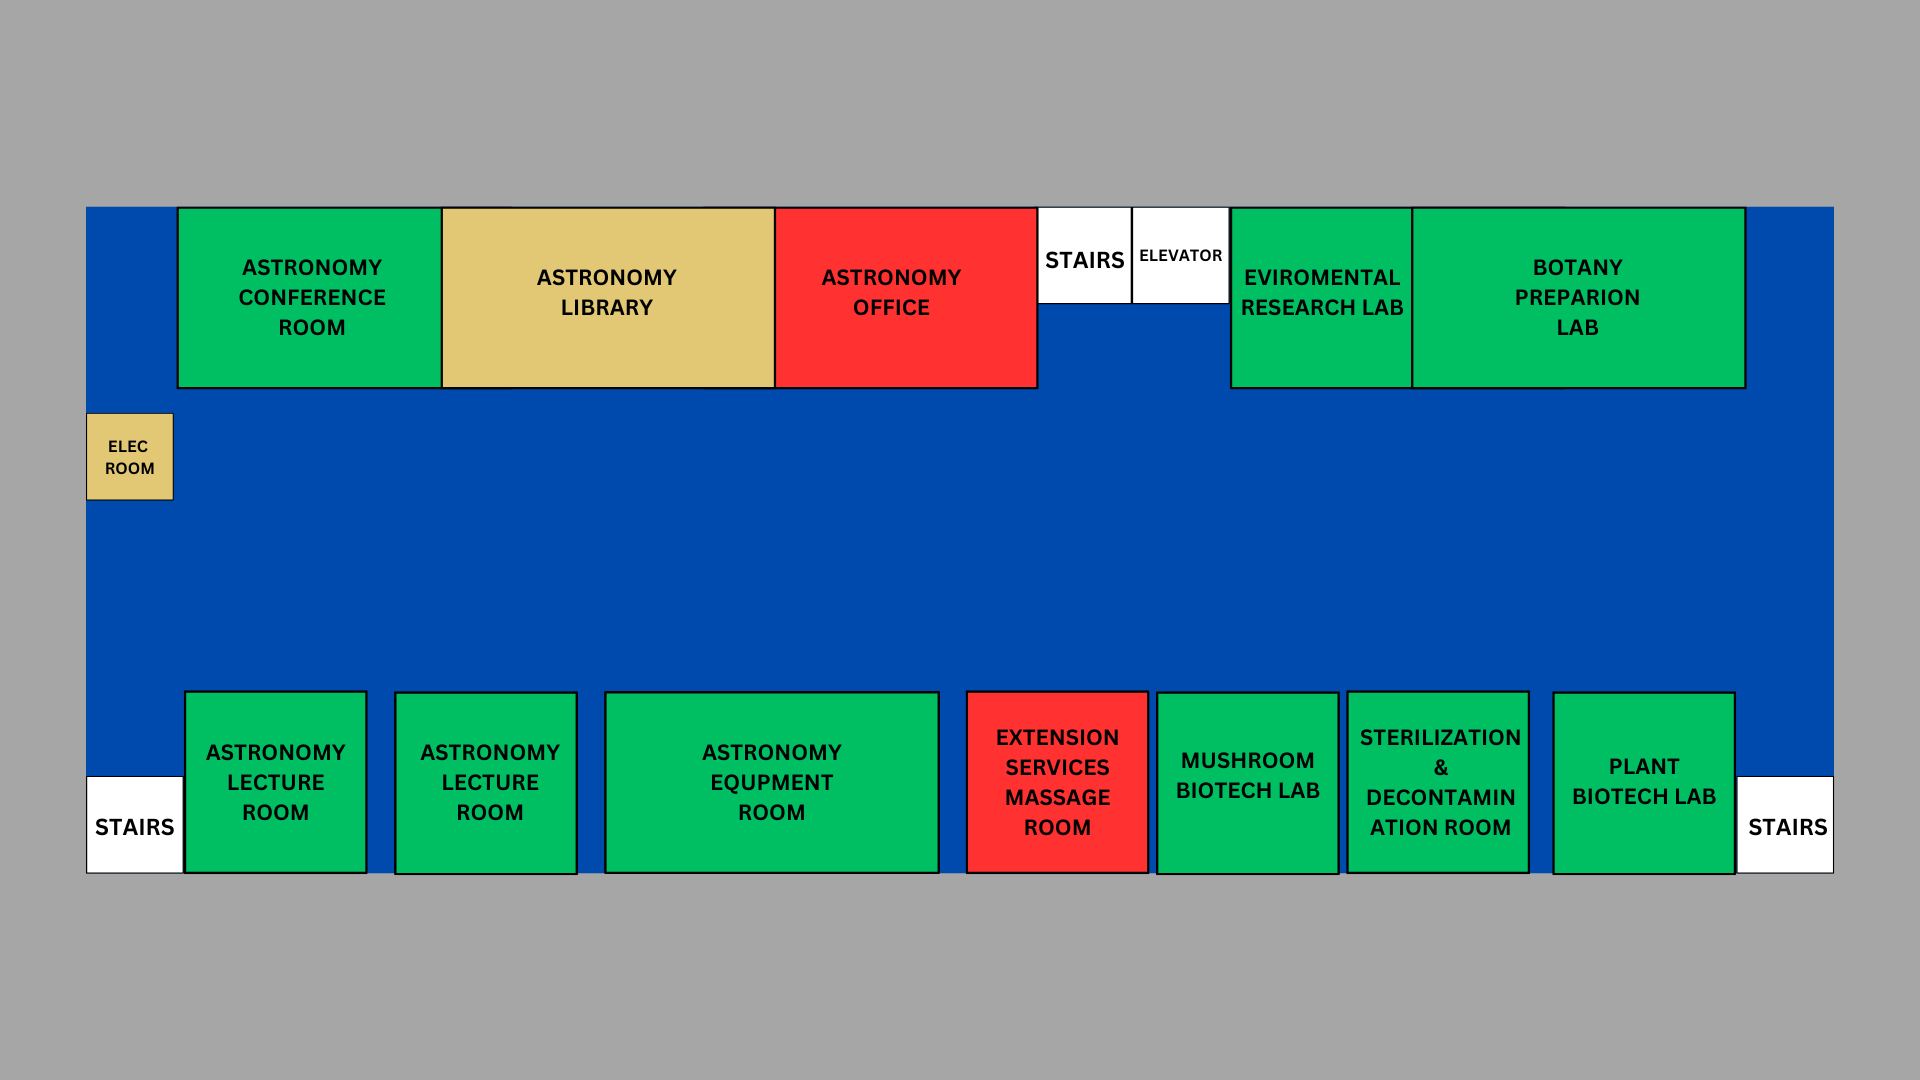 ASTRONOMY
CONFERENCE
ROOM
ASTRONOMY
LIBRARY
ASTRONOMY
OFFICE
STAIRS
ELEVATOR
EVIROMENTAL
RESEARCH LAB
BOTANY
PREPARION
LAB
ELEC
ROOM
STAIRS
ASTRONOMY
LECTURE
ROOM
ASTRONOMY
LECTURE
ROOM
ASTRONOMY
EQUPMENT
ROOM
EXTENSION
SERVICES
MASSAGE
ROOM
MUSHROOM
BIOTECH LAB
STERILIZATION
&
DECONTAMIN
ATION ROOM
PLANT
BIOTECH LAB
STAIRS